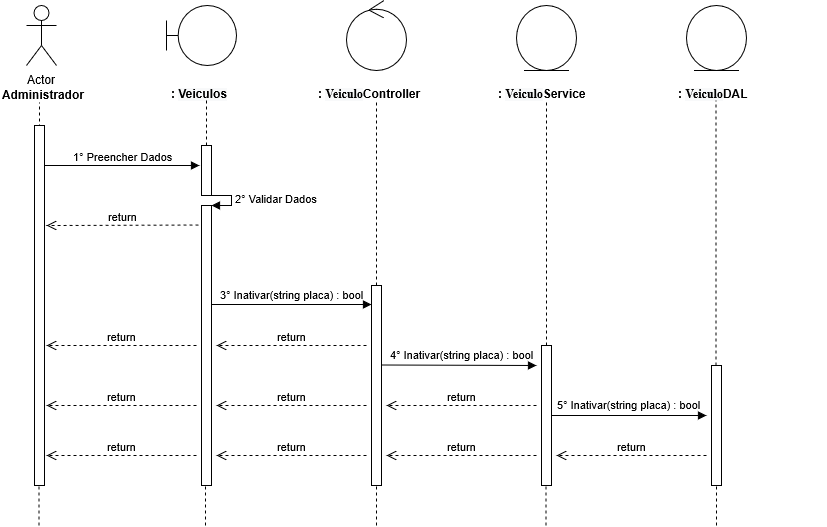 Actor
Administrador
: Veiculos
: VeiculoController
: VeiculoService
: VeiculoDAL
1° Preencher Dados
2° Validar Dados
return
3° Inativar(string placa) : bool
return
return
4° Inativar(string placa) : bool
return
return
return
5° Inativar(string placa) : bool
return
return
return
return